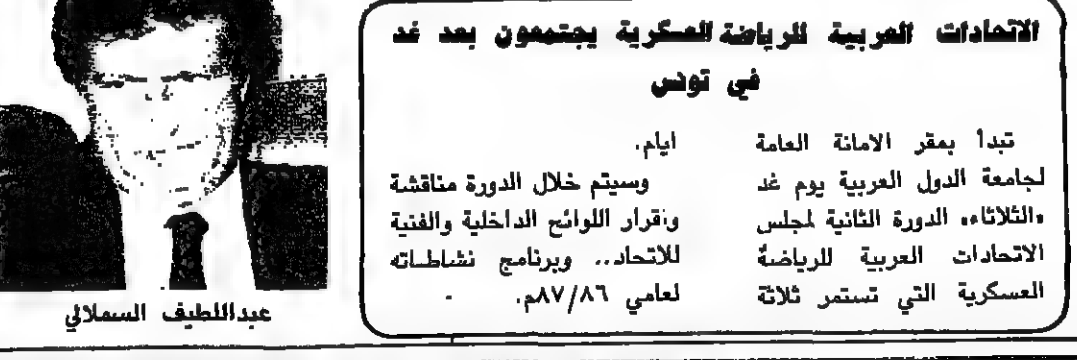 الاتحادات العربية للرياضة العسكرية يجتمعون بعد غد
في تونس
تبدأ بمقر الامانة العامة
لجامعة الدول العربية يوم غد
«الثلاثاء» الدورة الثانية لمجلس
الاتحادات العربية للرياضة
العسكرية التي تستمر ثلاثة
ايام.
وسيتم خلال الدورة مناقشة
واقرار اللوائح الداخلية والفنية
للاتحاد.. وبرنامج نشاطاته
لعامي ٨٧/٨٦م.
عبداللطيف السملالي